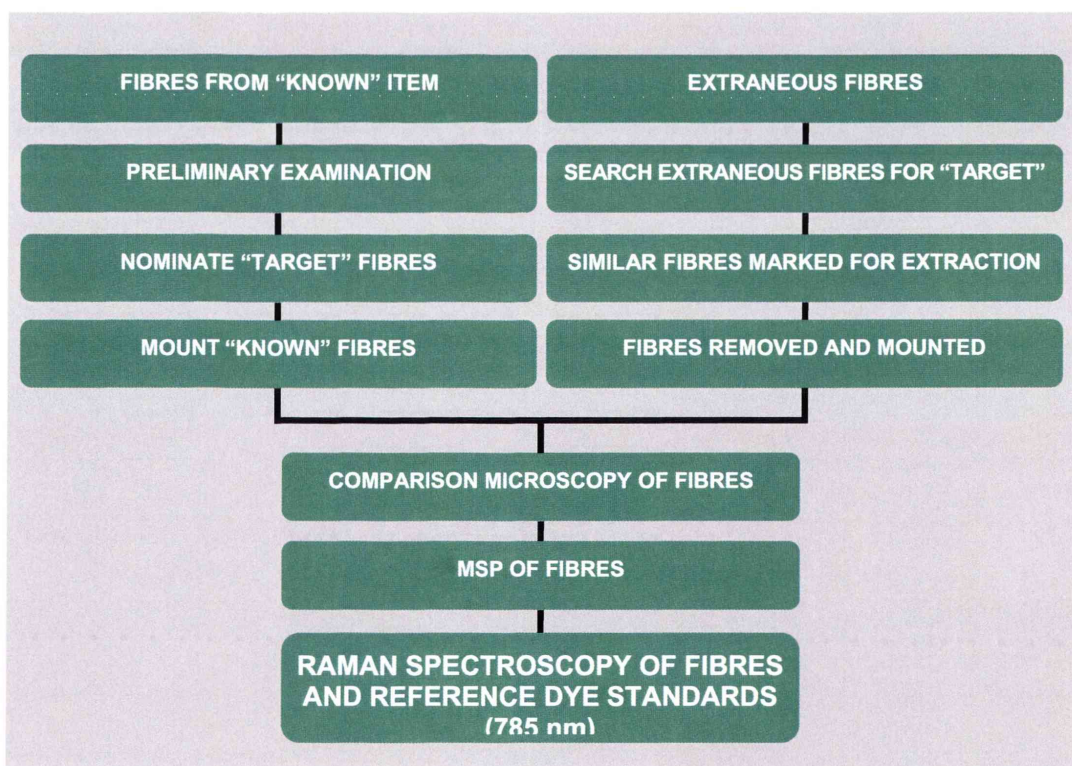 FIBRES FROM “KNOWN” ITEM
PRELIMINARY EXAMINATION
NOMINATE “TARGET” FIBRES
MOUNT “KNOWN” FIBRES
EXTRANEOUS FIBRES
SEARCH EXTRANEOUS FIBRES FOR “TARGET”
SIMILAR FIBRES MARKED FOR EXTRACTION
FIBRES REMOVED AND MOUNTED
COMPARISON MICROSCOPY OF FIBRES
MSP OF FIBRES
RAMAN SPECTROSCOPY OF FIBRES
AND REFERENCE DYE STANDARDS
(785 nm)